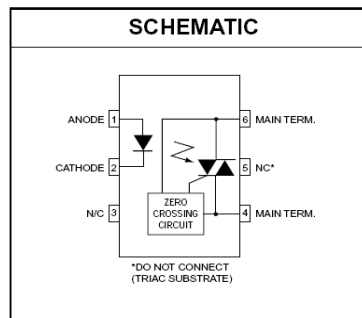 SCHEMATIC
ANODE 1
6 MAIN TERM.
CATHODE 2
5 NC*
N/C 3
ZERO
CROSSING
CIRCUIT
4 MAIN TERM.
*DO NOT CONNECT
(TRIAC SUBSTRATE)